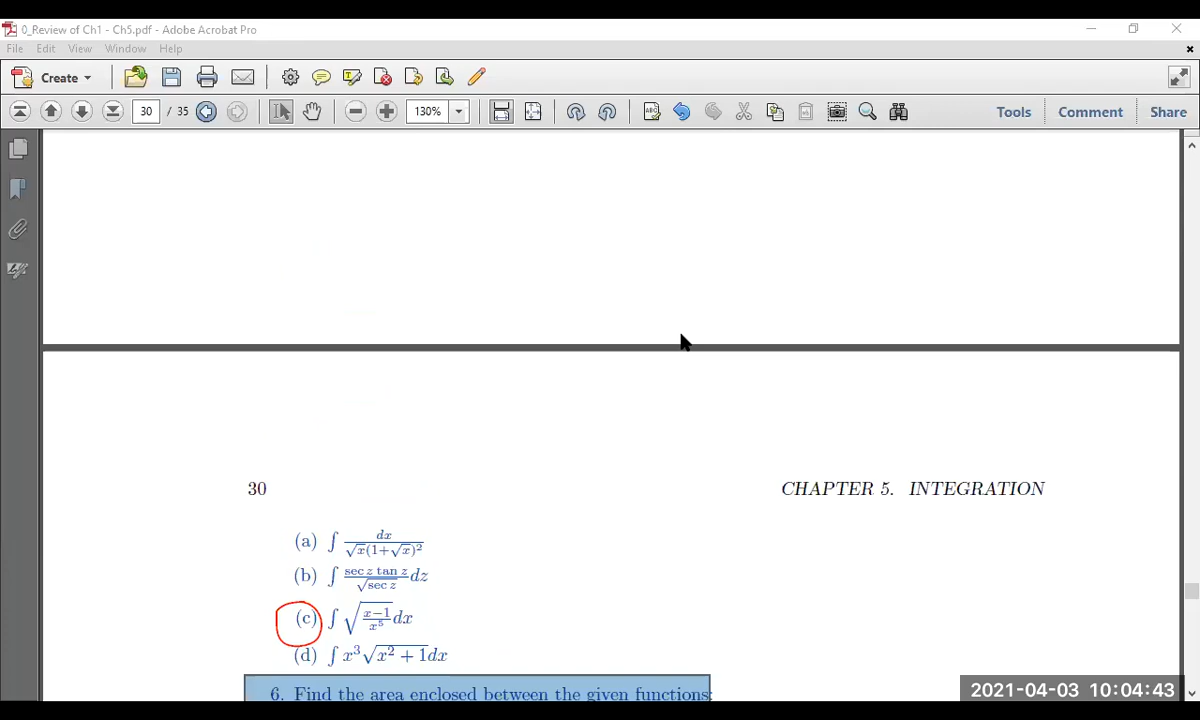 0_Review of Ch1 - Ch5.pdf - Adobe Acrobat Pro
File Edit View Window Help
Create
30 / 35 130% Tools Comment Share
30 CHAPTER 5. INTEGRATION
(a) ∫ dx / √x(1+√x)²
(b) ∫ sec z tan z / √sec z dz
(c) ∫ √(x−1 / x⁵) dx
(d) ∫ x³√(x² + 1)dx
6. Find the area enclosed between the given functions:
2021-04-03 10:04:43